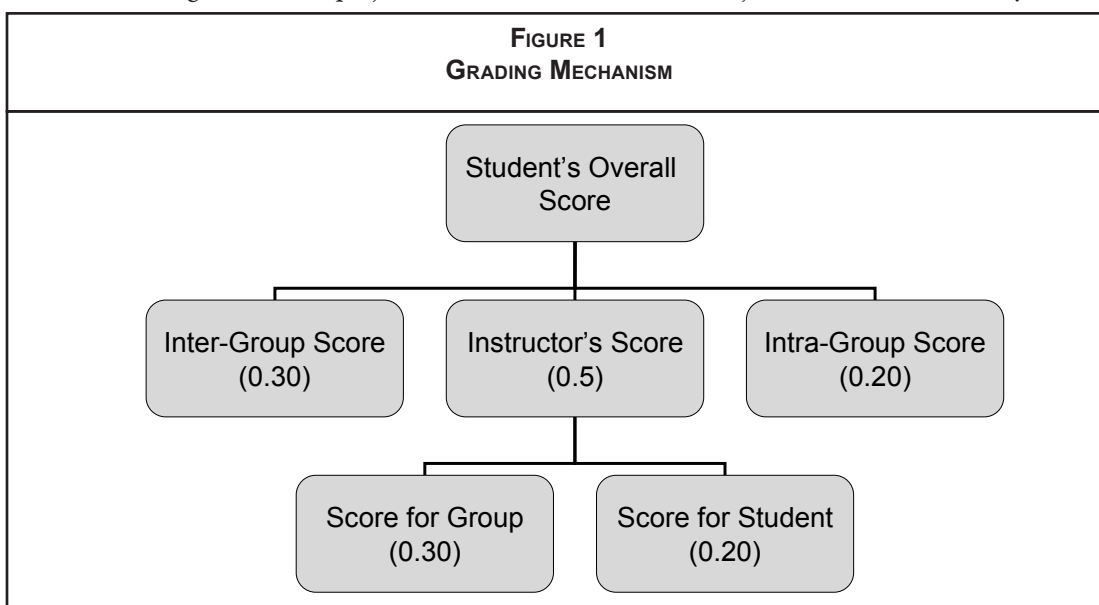 FIGURE 1
GRADING MECHANISM
Student's Overall
Score
Inter-Group Score
(0.30)
Instructor's Score
(0.5)
Intra-Group Score
(0.20)
Score for Group
(0.30)
Score for Student
(0.20)